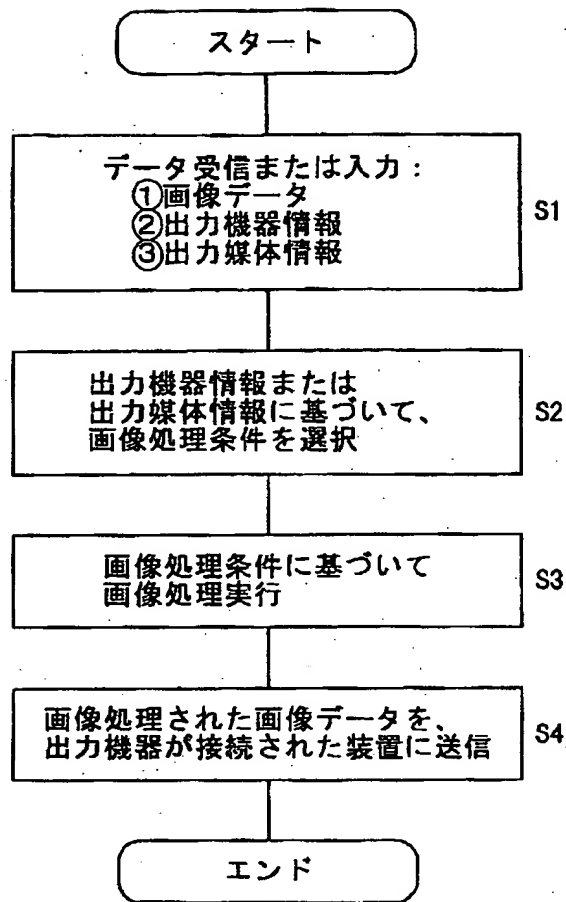 スタート
データ受信または入力：
①画像データ
②出力機器情報
③出力媒体情報
S1
出力機器情報または
出力媒体情報に基づいて、
画像処理条件を選択
S2
画像処理条件に基づいて
画像処理実行
S3
画像処理された画像データを、
出力機器が接続された装置に送信
S4
エンド